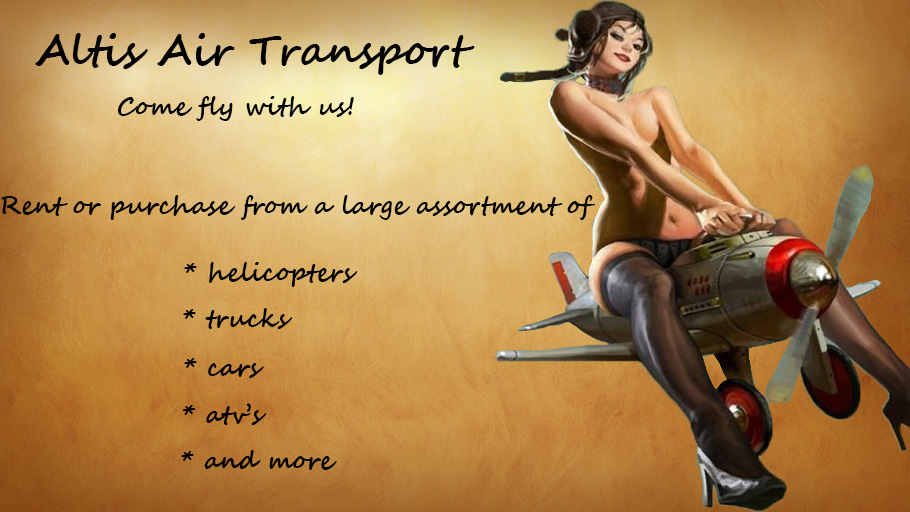 Altis Air Transport
Come fly with us!
Rent or purchase from a large assortment of
* helicopters
* trucks
* cars
* atv's
* and more